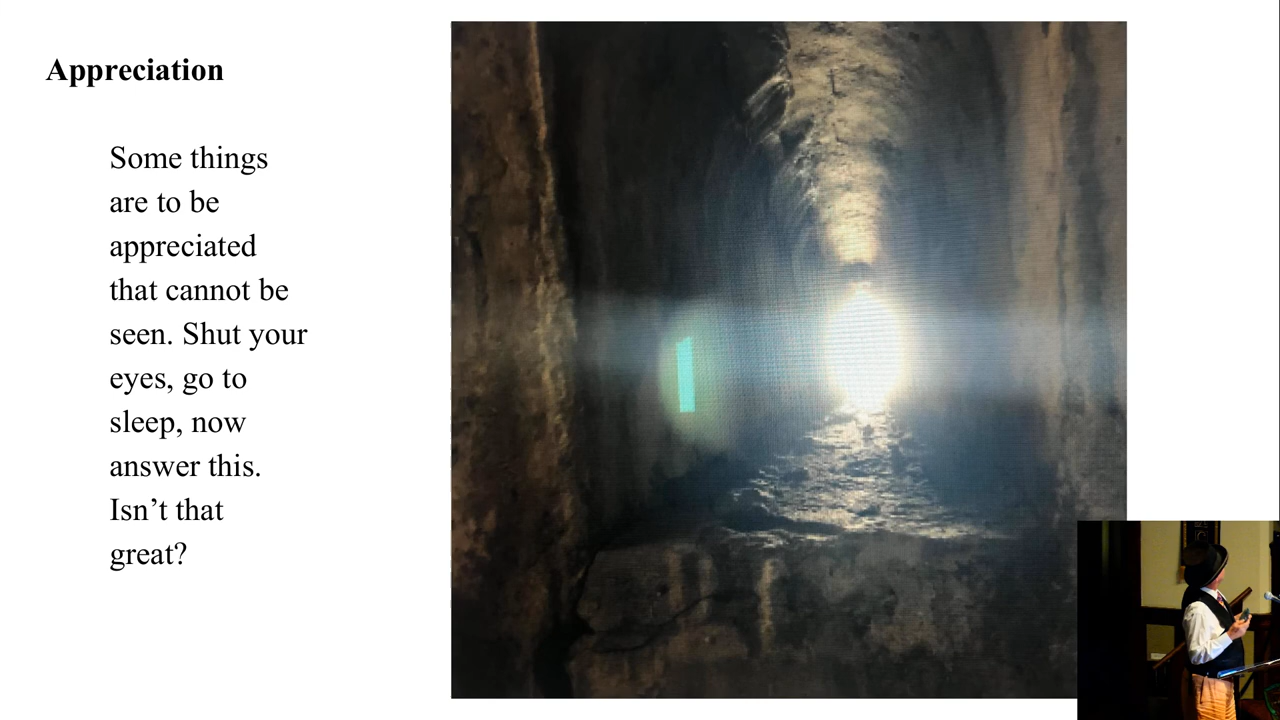 Appreciation
Some things
are to be
appreciated
that cannot be
seen. Shut your
eyes, go to
sleep, now
answer this.
Isn’t that
great?